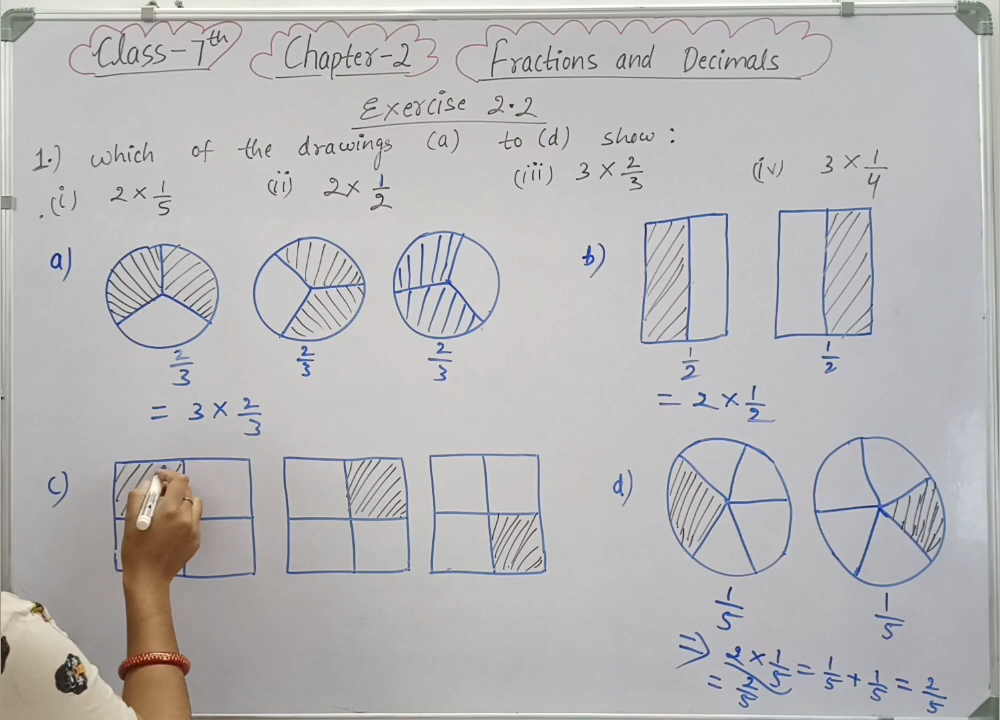 Class-7th Chapter-2 Fractions and Decimals
Exercise 2.2
1.) which of the drawings (a) to (d) show :
(i) 2 × 1/5 (ii) 2 × 1/2 (iii) 3 × 2/3 (iv) 3 × 1/4
a)
2/3 2/3 2/3
= 3 × 2/3
b)
1/2 1/2
= 2 × 1/2
c)
d)
1/5 1/5
=> 2 × 1/5 = 1/5 + 1/5 = 2/5
= 2/5